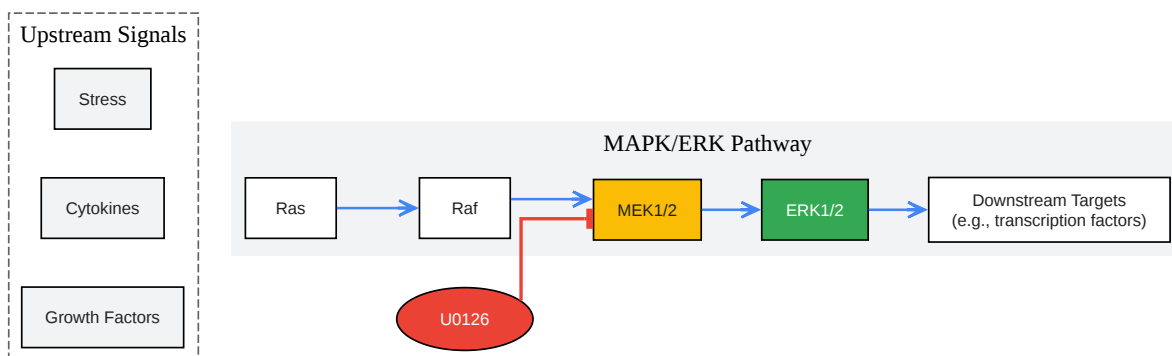 Upstream Signals
Stress
Cytokines
Growth Factors
MAPK/ERK Pathway
Ras
Raf
MEK1/2
ERK1/2
Downstream Targets
(e.g., transcription factors)
U0126